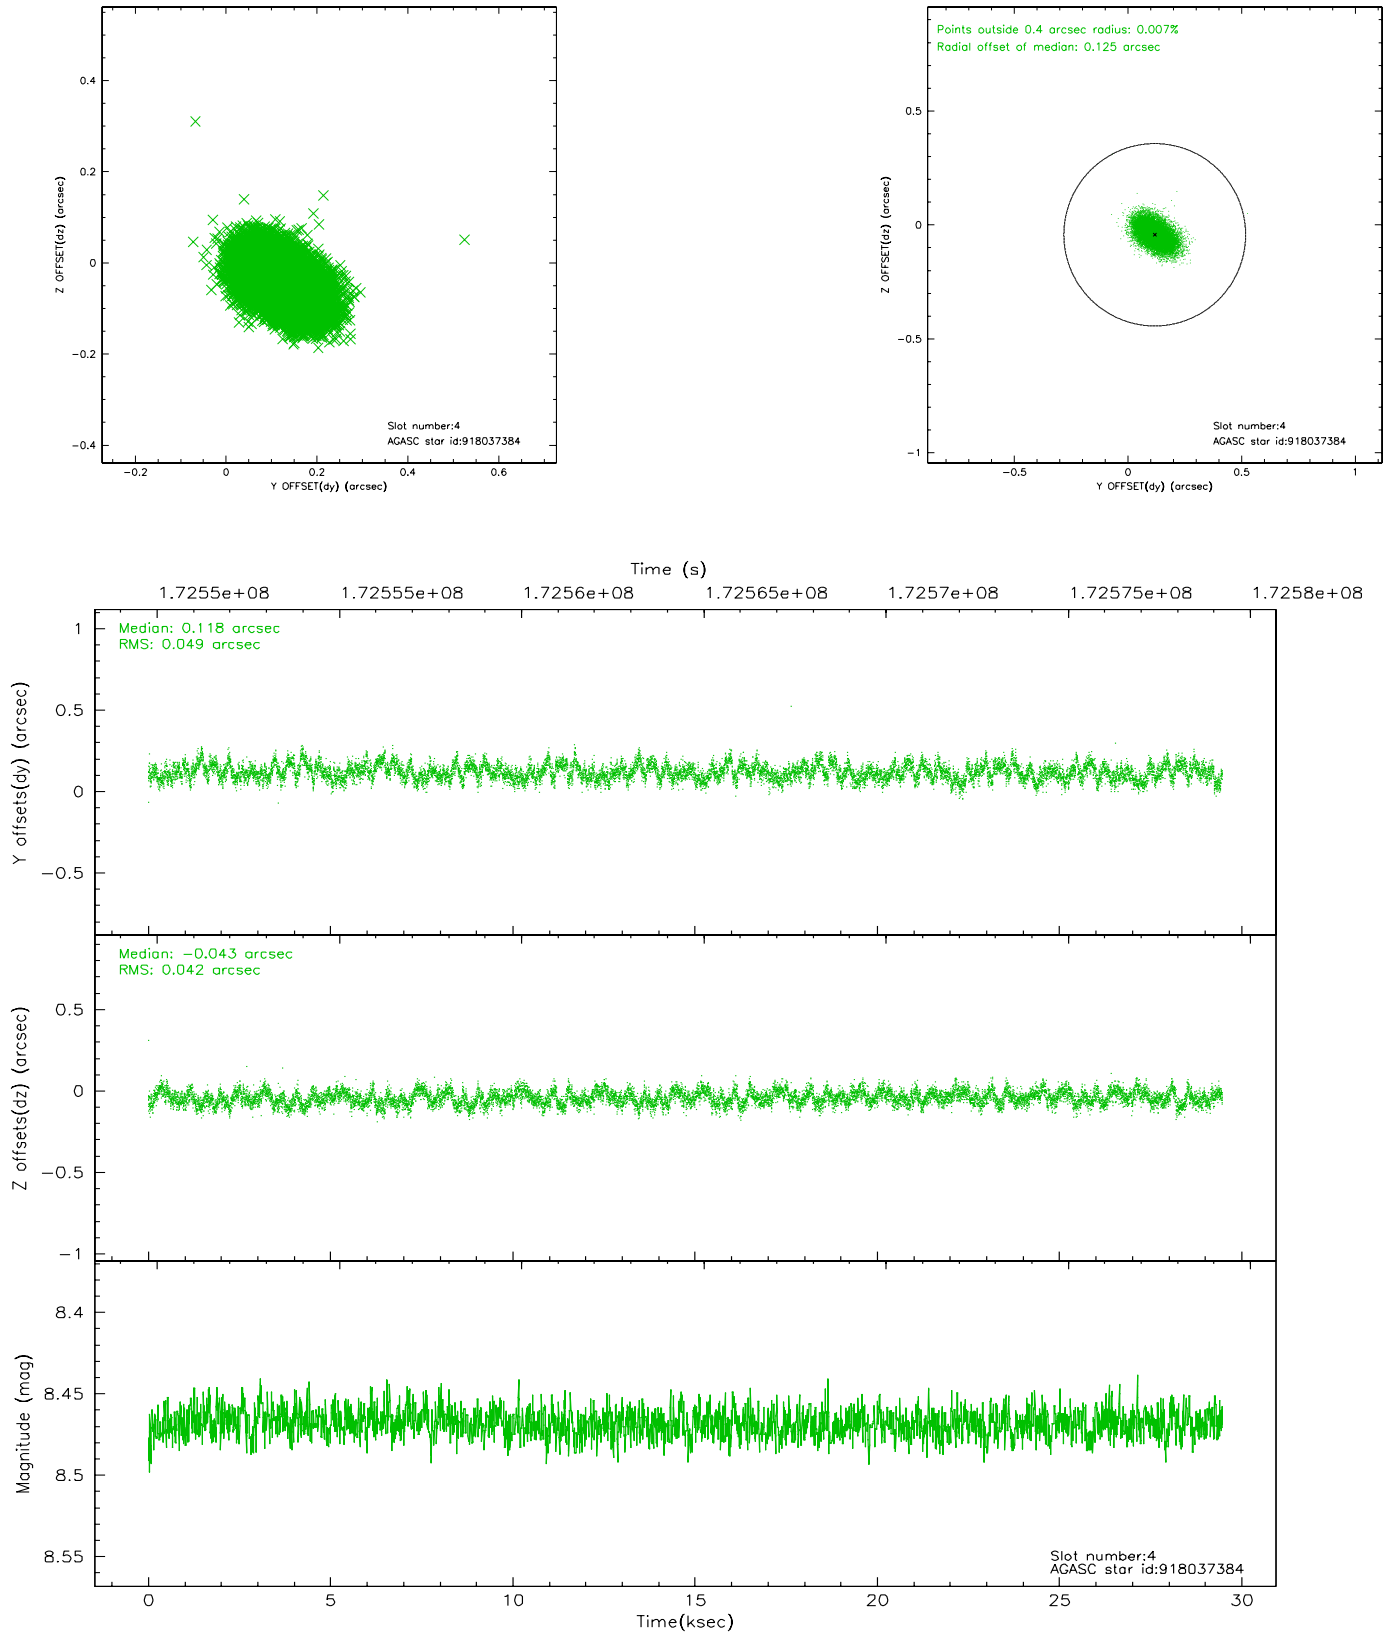 0.4
0.2
0
−0.2
−0.4
Z OFFSET(dz) (arcsec)
−0.2 0 0.2 0.4 0.6
Y OFFSET(dy) (arcsec)
Slot number:4
AGASC star id:918037384
Points outside 0.4 arcsec radius: 0.007%
Radial offset of median: 0.125 arcsec
0.5
0
−0.5
−1
Z OFFSET(dz) (arcsec)
−0.5 0 0.5 1
Y OFFSET(dy) (arcsec)
Slot number:4
AGASC star id:918037384
Time (s)
1.7255e+08 1.72555e+08 1.7256e+08 1.72565e+08 1.7257e+08 1.72575e+08 1.7258e+08
Median: 0.118 arcsec
RMS: 0.049 arcsec
1
0.5
0
−0.5
Y offsets(dy) (arcsec)
Median: −0.043 arcsec
RMS: 0.042 arcsec
0.5
0
−0.5
−1
Z offsets(dz) (arcsec)
8.4
8.45
8.5
8.55
Magnitude (mag)
Slot number:4
AGASC star id:918037384
0 5 10 15 20 25 30
Time(ksec)